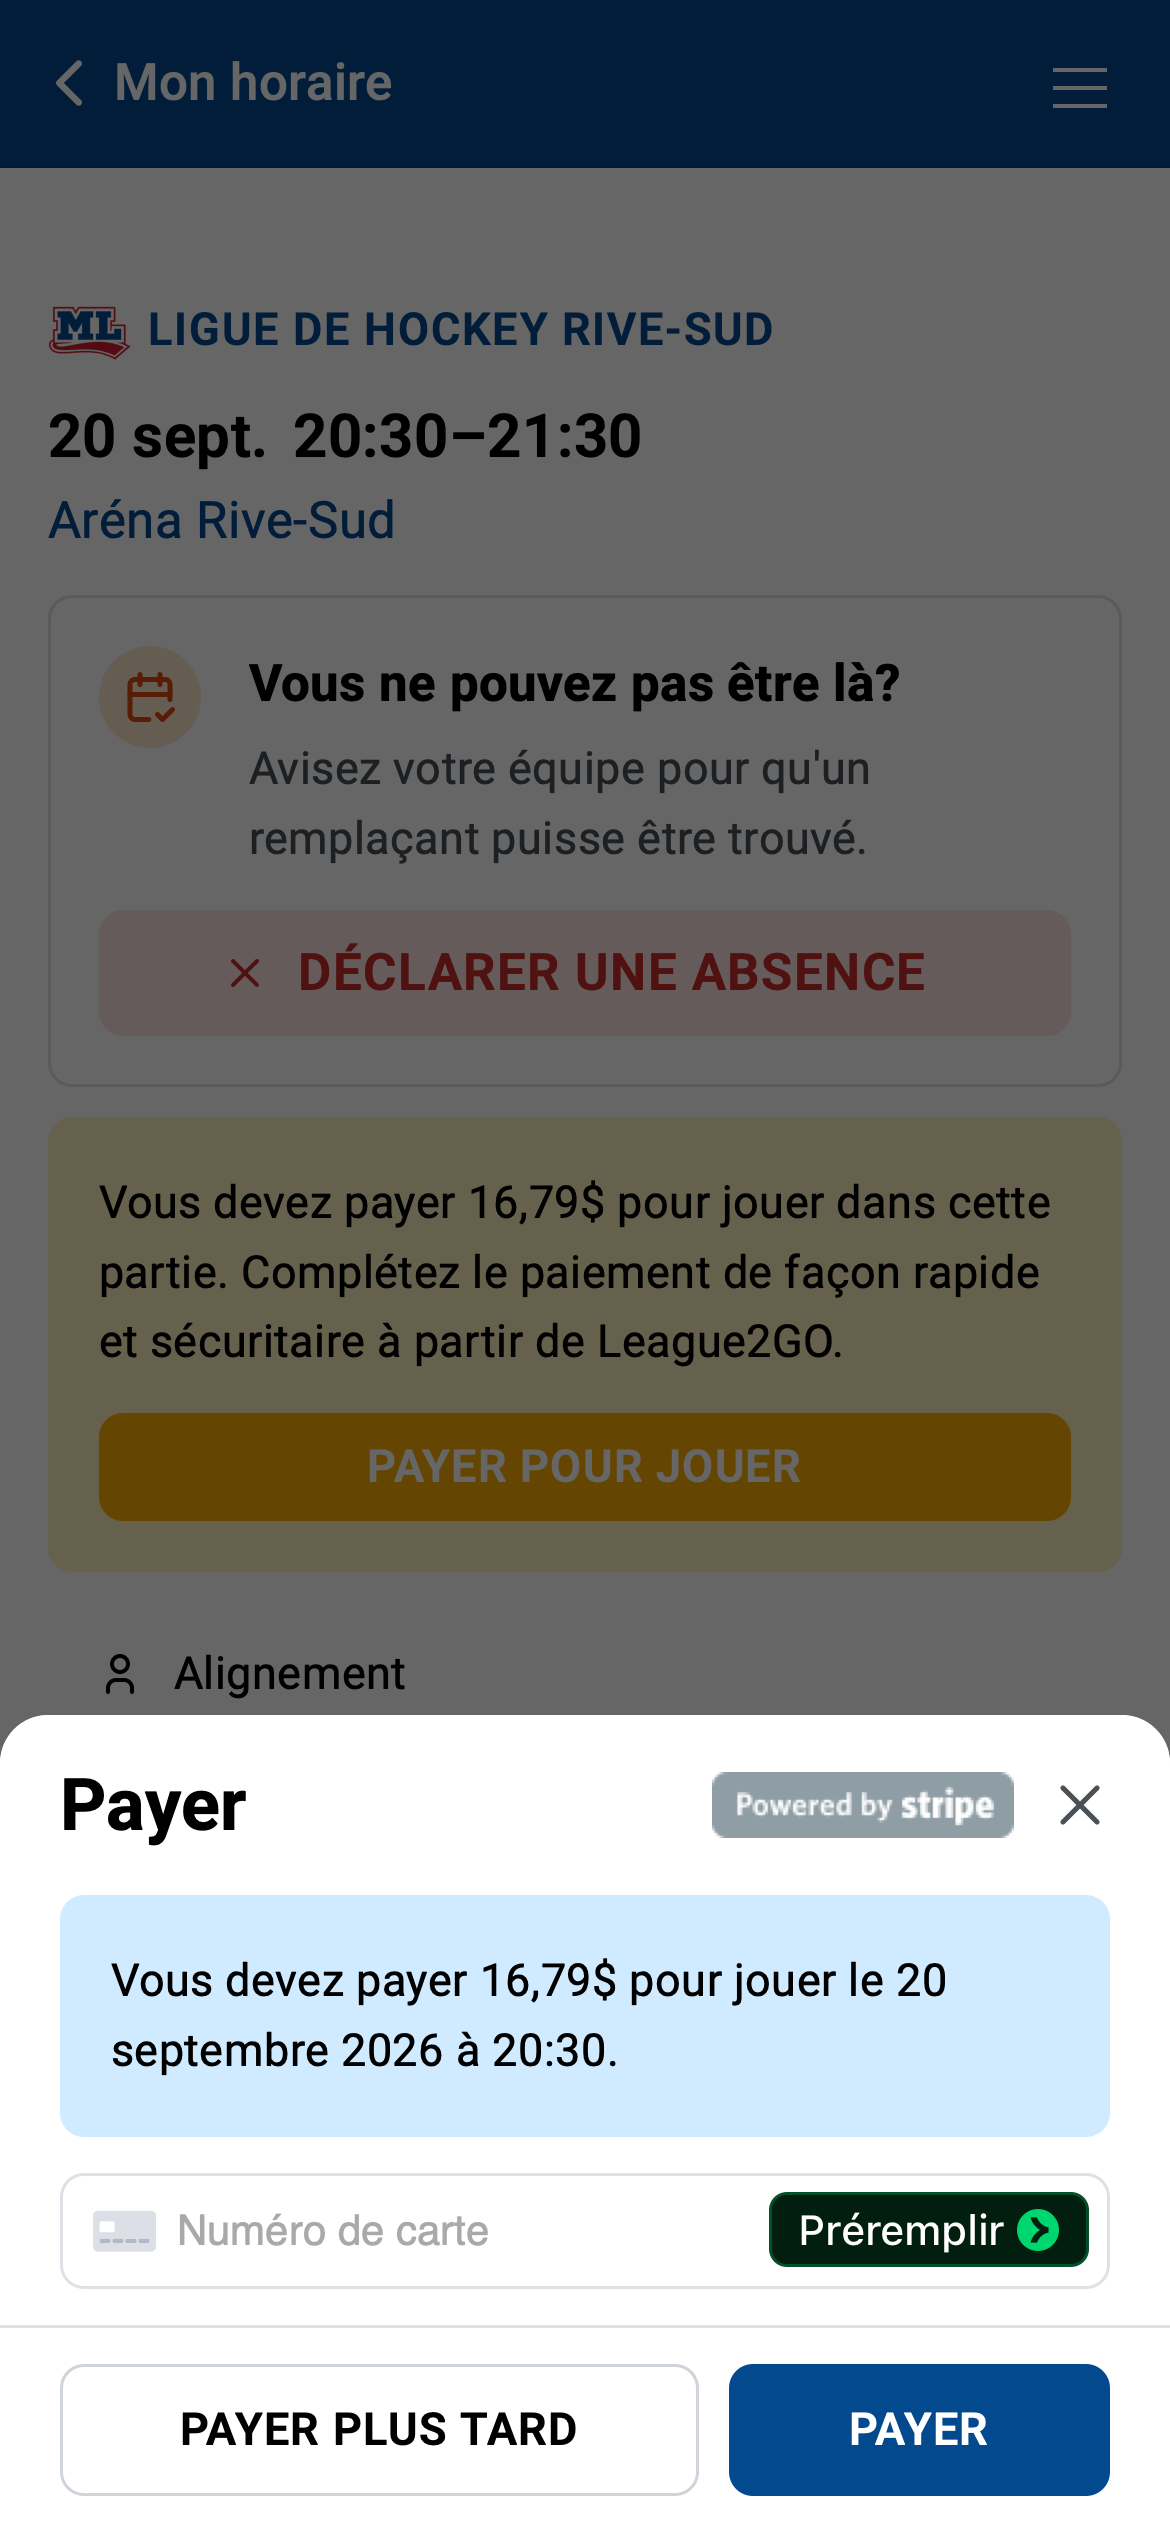 Mon horaire
ML LIGUE DE HOCKEY RIVE-SUD
20 sept. 20:30–21:30
Aréna Rive-Sud
Vous ne pouvez pas être là?
Avisez votre équipe pour qu'un
remplaçant puisse être trouvé.
DÉCLARER UNE ABSENCE
Vous devez payer 16,79$ pour jouer dans cette
partie. Complétez le paiement de façon rapide
et sécuritaire à partir de League2GO.
PAYER POUR JOUER
Alignement
Payer
Powered by stripe
Vous devez payer 16,79$ pour jouer le 20
septembre 2026 à 20:30.
Numéro de carte
Préremplir
PAYER PLUS TARD
PAYER